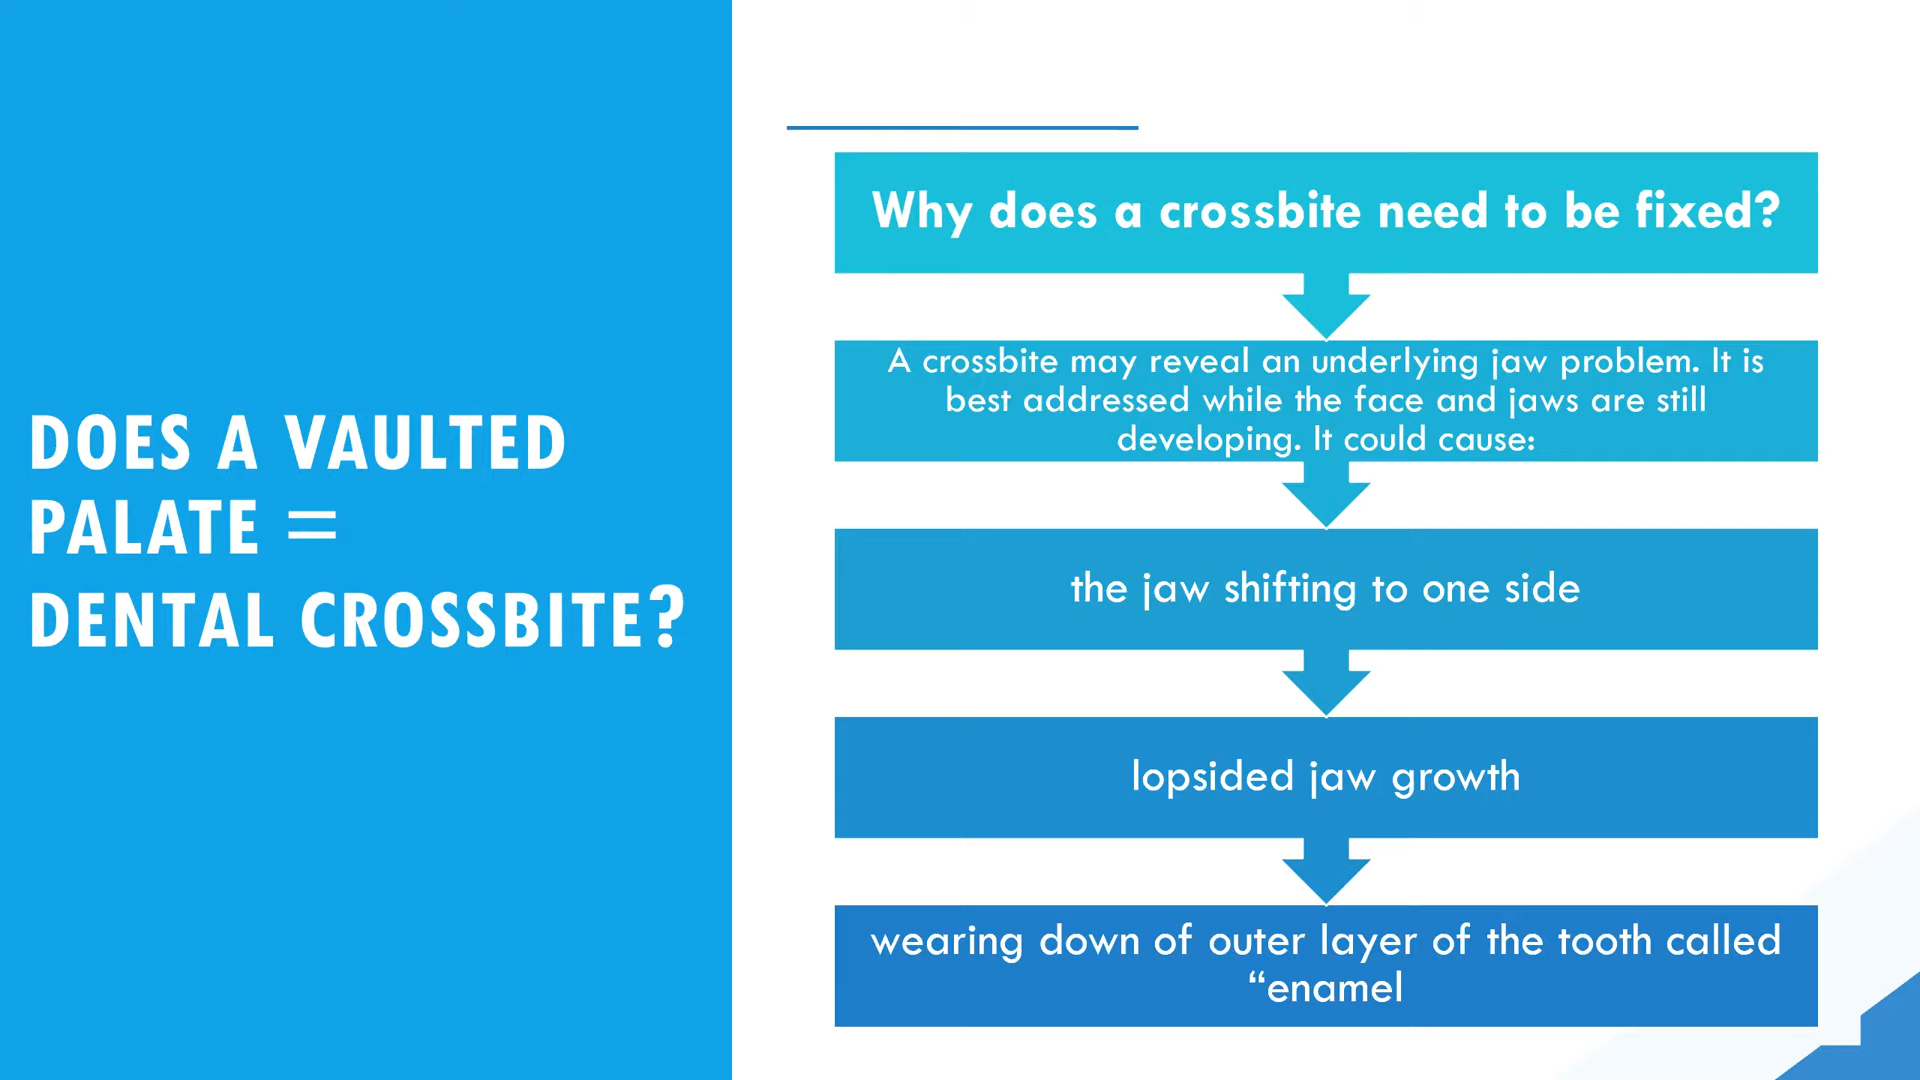 DOES A VAULTED
PALATE =
DENTAL CROSSBITE?
Why does a crossbite need to be fixed?
A crossbite may reveal an underlying jaw problem. It is
best addressed while the face and jaws are still
developing. It could cause:
the jaw shifting to one side
lopsided jaw growth
wearing down of outer layer of the tooth called
“enamel